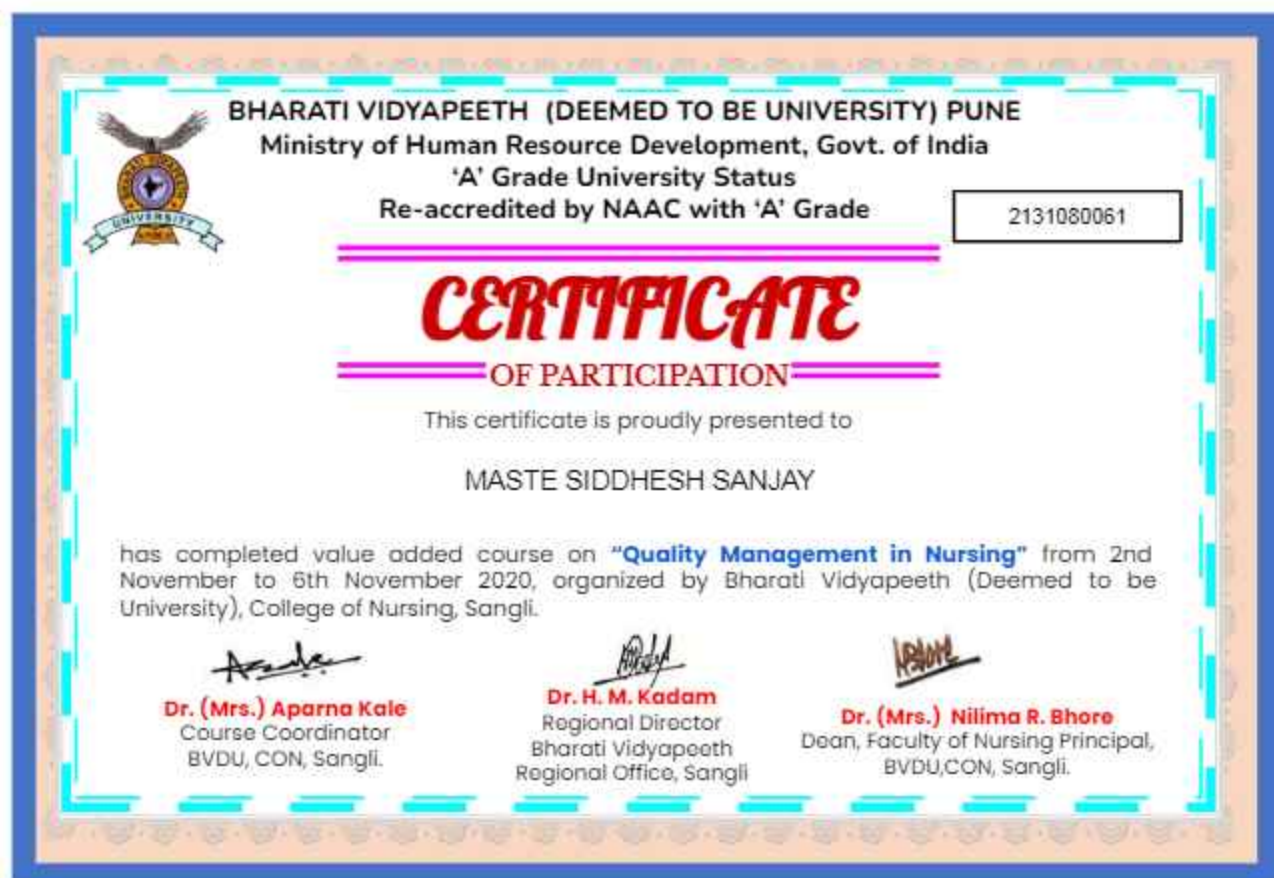 BHARATI VIDYAPEETH (DEEMED TO BE UNIVERSITY) PUNE
Ministry of Human Resource Development, Govt. of India
‘A’ Grade University Status
Re-accredited by NAAC with ‘A’ Grade
2131080061
BHARATI VIDYAPEETH
UNIVERSITY
CERTIFICATE
OF PARTICIPATION
This certificate is proudly presented to
MASTE SIDDHESH SANJAY
has completed value added course on “Quality Management in Nursing” from 2nd
November to 6th November 2020, organized by Bharati Vidyapeeth (Deemed to be
University), College of Nursing, Sangli.
Dr. (Mrs.) Aparna Kale
Course Coordinator
BVDU, CON, Sangli.
Dr. H. M. Kadam
Regional Director
Bharati Vidyapeeth
Regional Office, Sangli
Dr. (Mrs.) Nilima R. Bhore
Dean, Faculty of Nursing Principal,
BVDU,CON, Sangli.